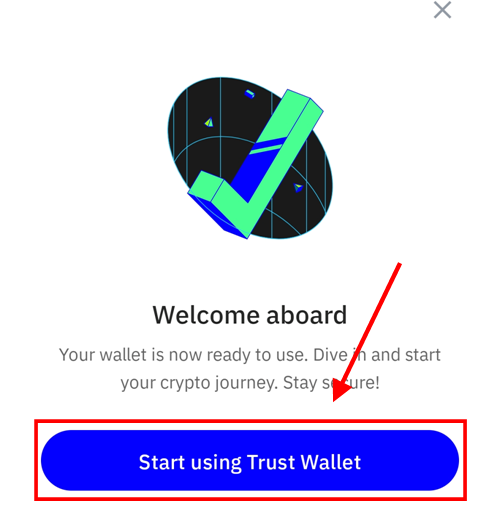 Welcome aboard
Your wallet is now ready to use. Dive in and start
your crypto journey. Stay secure!
Start using Trust Wallet